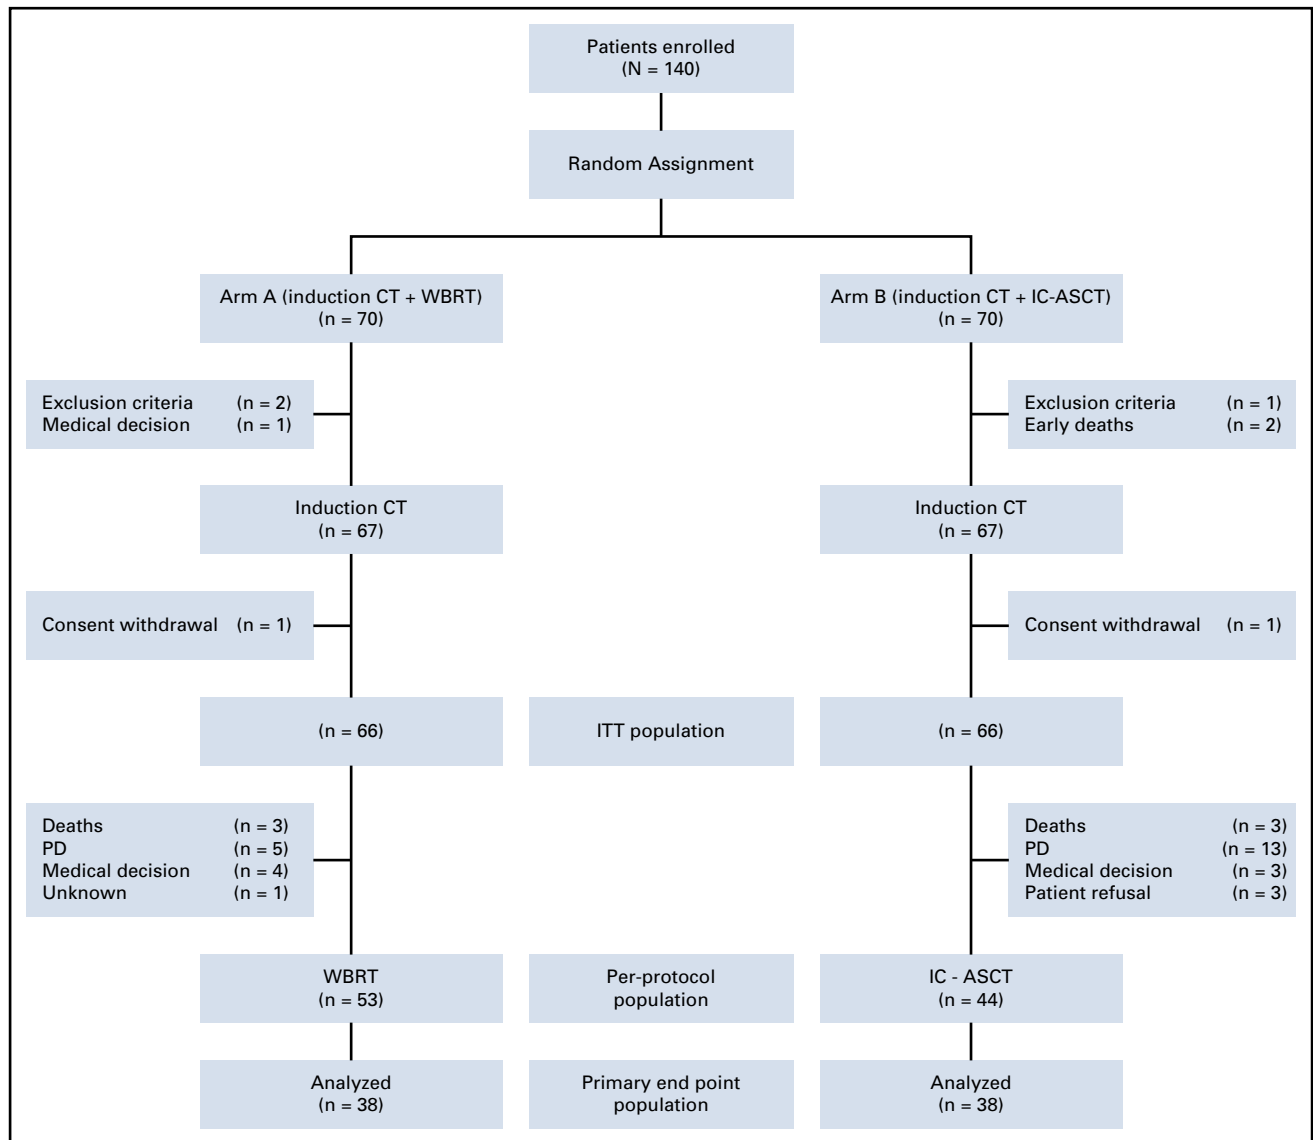 Patients enrolled
(N = 140)
Random Assignment
Arm A (induction CT + WBRT)
(n = 70)
Arm B (induction CT + IC-ASCT)
(n = 70)
Exclusion criteria (n = 2)
Medical decision (n = 1)
Exclusion criteria (n = 1)
Early deaths (n = 2)
Induction CT
(n = 67)
Induction CT
(n = 67)
Consent withdrawal (n = 1)
Consent withdrawal (n = 1)
(n = 66)
ITT population
(n = 66)
Deaths (n = 3)
PD (n = 5)
Medical decision (n = 4)
Unknown (n = 1)
Deaths (n = 3)
PD (n = 13)
Medical decision (n = 3)
Patient refusal (n = 3)
WBRT
(n = 53)
Per-protocol
population
IC - ASCT
(n = 44)
Analyzed
(n = 38)
Primary end point
population
Analyzed
(n = 38)